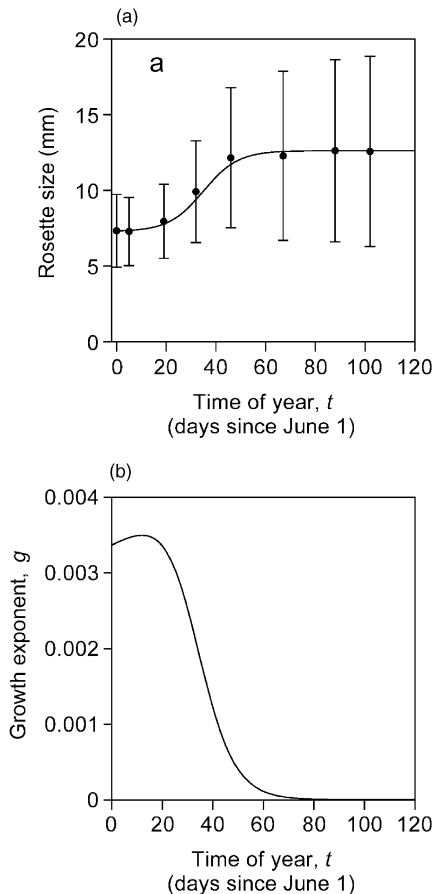 (a)
a
20
15
10
5
0
Rosette size (mm)
0 20 40 60 80 100 120
Time of year, t
(days since June 1)
(b)
0.004
0.003
0.002
0.001
0
Growth exponent, g
0 20 40 60 80 100 120
Time of year, t
(days since June 1)